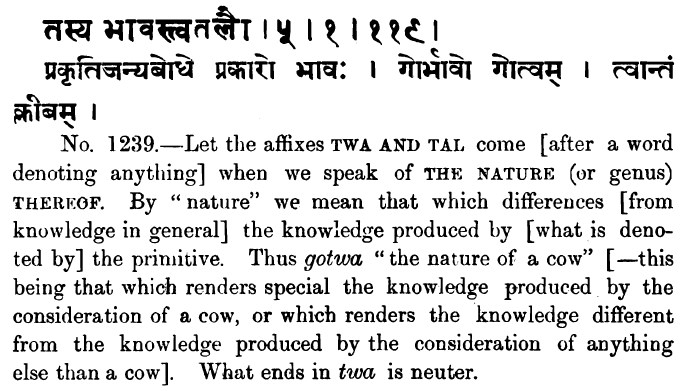 तस्य भावस्त्वतलौ । ५ । १ । ११९ ।
प्रकृतिजन्यबोधे प्रकारो भावः । गोर्भावो गोत्वम् । त्वान्तं
क्लीबम् ।
No. 1239.—Let the affixes TWA AND TAL come [after a word
denoting anything] when we speak of THE NATURE (or genus)
THEREOF. By “nature” we mean that which differences [from
knowledge in general] the knowledge produced by [what is deno-
ted by] the primitive. Thus gotwa “the nature of a cow” [—this
being that which renders special the knowledge produced by the
consideration of a cow, or which renders the knowledge different
from the knowledge produced by the consideration of anything
else than a cow]. What ends in twa is neuter.